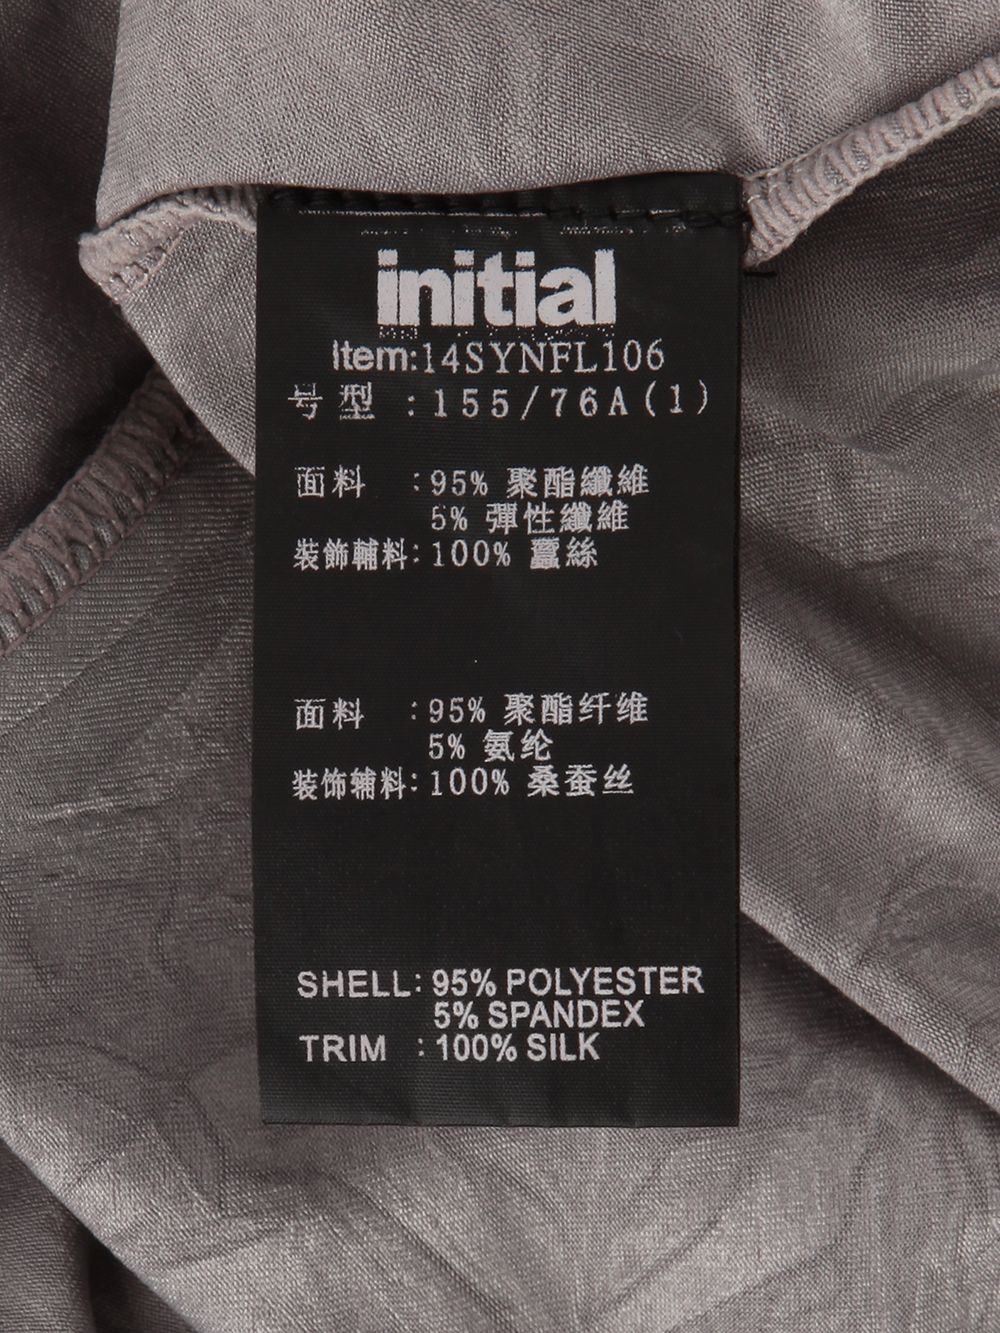 initial
Item:14SYNFL106
号型 :155/76A(1)
面料 :95% 聚酯纖維
5% 彈性纖維
装飾輔料:100% 蠶絲
面料 :95% 聚酯纤维
5% 氨纶
装饰辅料:100% 桑蚕丝
SHELL:95% POLYESTER
5% SPANDEX
TRIM :100% SILK